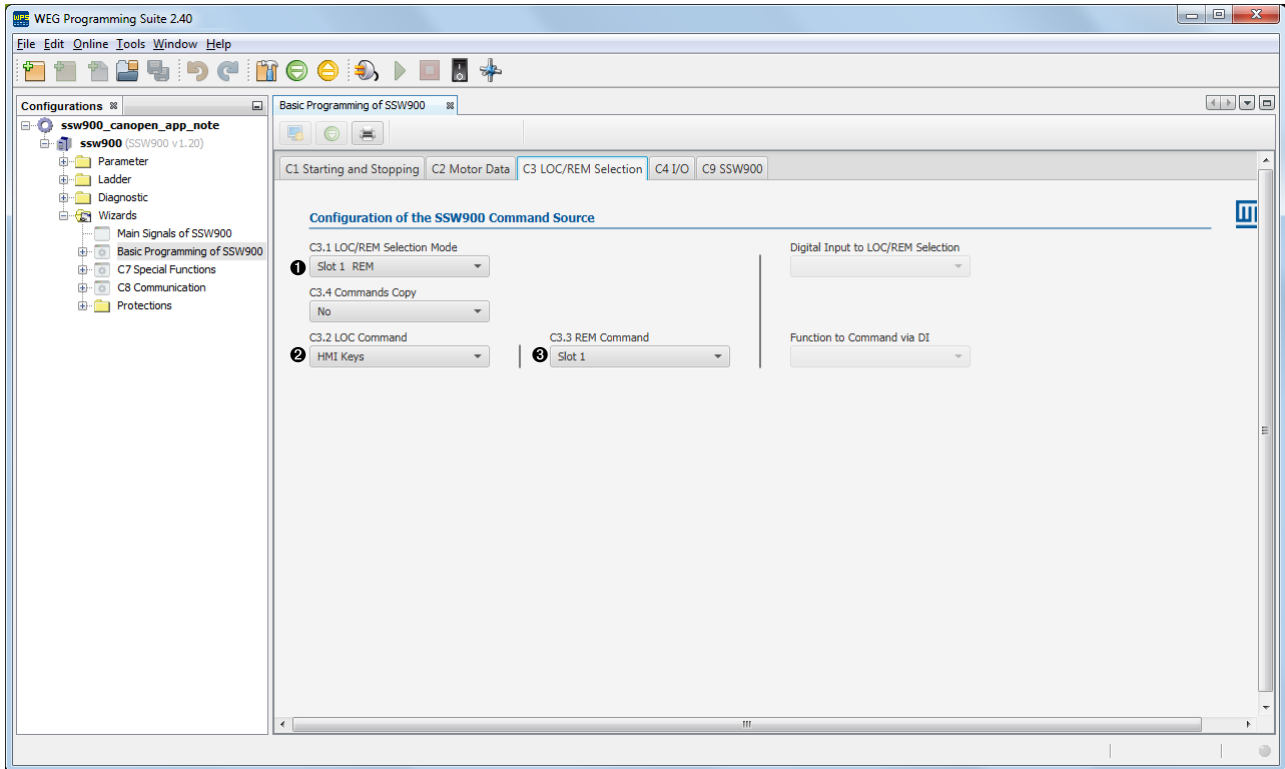 WEG Programming Suite 2.40
File Edit Online Tools Window Help
Configurations
ssw900_canopen_app_note
ssw900 (SSW900 v1.20)
Parameter
Ladder
Diagnostic
Wizards
Main Signals of SSW900
Basic Programming of SSW900
C7 Special Functions
C8 Communication
Protections
Basic Programming of SSW900
C1 Starting and Stopping C2 Motor Data C3 LOC/REM Selection C4 I/O C9 SSW900
Configuration of the SSW900 Command Source
C3.1 LOC/REM Selection Mode
1 Slot 1 REM
C3.4 Commands Copy
No
C3.2 LOC Command
2 HMI Keys
C3.3 REM Command
3 Slot 1
Digital Input to LOC/REM Selection
Function to Command via DI